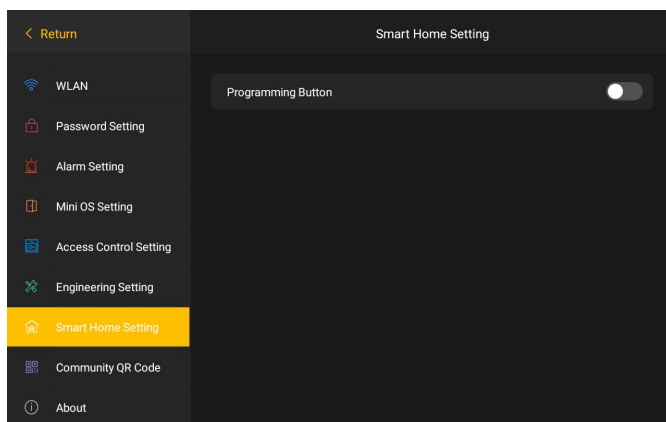 Return
Smart Home Setting
WLAN
Programming Button
Password Setting
Alarm Setting
Mini OS Setting
Access Control Setting
Engineering Setting
Smart Home Setting
Community QR Code
About